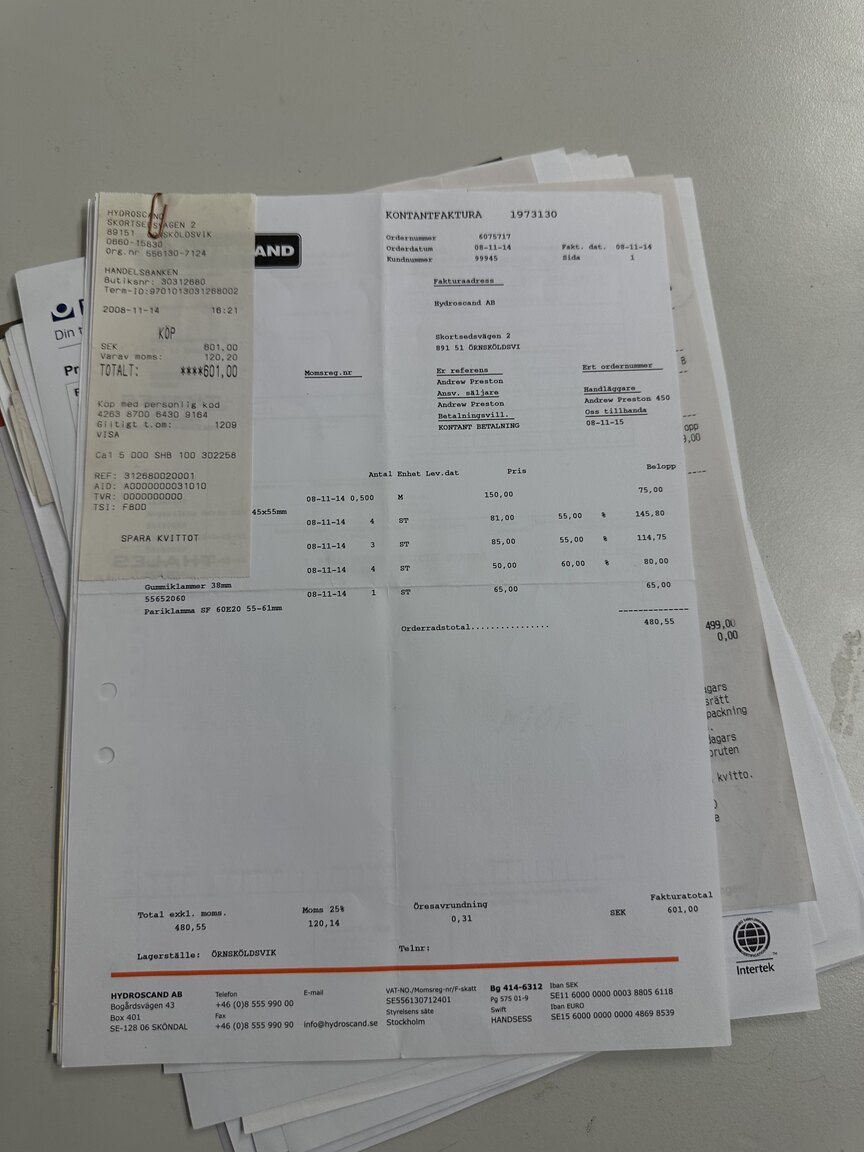 HYDROSCAND
SKORTSEDSVÄGEN 2
89151 ÖRNSKÖLDSVIK
0660-15830
Org.nr 556130-7124
HANDELSBANKEN
Butiksnr: 30312680
Term-ID:9701013031268002
2008-11-14 16:21
KÖP
SEK 601,00
Varav moms: 120,20
TOTALT: ****601,00
Köp med personlig kod
4263 8700 6430 9164
Giltigt t.om: 1209
VISA
Ca1 5 000 SHB 100 302256
REF: 312680020001
AID: A0000000031010
TVR: 0000000000
TSI: F800
SPARA KVITTOT
AND
KONTANTFAKTURA 1973130
Ordernummer 6075717
Orderdatum 08-11-14 Fakt. dat. 08-11-14
Kundnummer 99945 Sida 1
Fakturaadress
Hydroscand AB
Skortsedsvägen 2
891 51 ÖRNSKÖLDSVI
Momsreg.nr
Er referens Ert ordernummer
Andrew Preston
Ansv. säljare Handläggare
Andrew Preston Andrew Preston 450
Betalningsvill. Oss tillhanda
KONTANT BETALNING 08-11-15
Antal Enhet Lev.dat Pris Belopp
08-11-14 0,500 M 150,00 75,00
45x55mm
08-11-14 4 ST 81,00 55,00 % 145,80
08-11-14 3 ST 85,00 55,00 % 114,75
08-11-14 4 ST 50,00 60,00 % 80,00
Gummiklammer 38mm
55652060 08-11-14 1 ST 65,00 65,00
Pariklamma SF 60E20 55-61mm
Orderradstotal................ 480,55
Total exkl. moms. Moms 25% Öresavrundning Fakturatotal
480,55 120,14 0,31 SEK 601,00
Lagerställe: ÖRNSKÖLDSVIK Telnr:
HYDROSCAND AB
Bogårdsvägen 43
Box 401
SE-128 06 SKÖNDAL
Telefon
+46 (0)8 555 990 00
Fax
+46 (0)8 555 990 90
E-mail
info@hydroscand.se
VAT-NO./Momsreg-nr/F-skatt
SE556130712401
Styrelsens säte
Stockholm
Bg 414-6312
Pg 575 01-9
Swift
HANDSESS
Iban SEK
SE11 6000 0000 0003 8805 6118
Iban EURO
SE15 6000 0000 0000 4869 8539
Din
Pr
499,00
0,00
agars
srätt
packning
dagars
bruten
kvitto.
Intertek